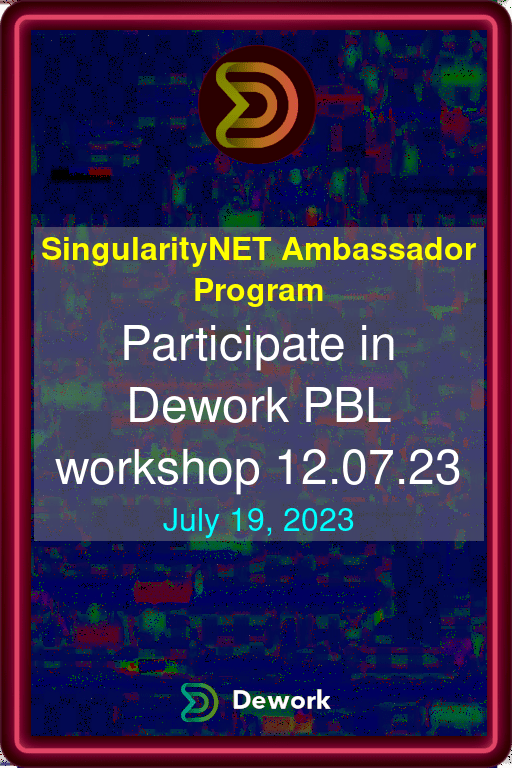 SingularityNET Ambassador
Program
Participate in
Dework PBL
workshop 12.07.23
July 19, 2023
Dework